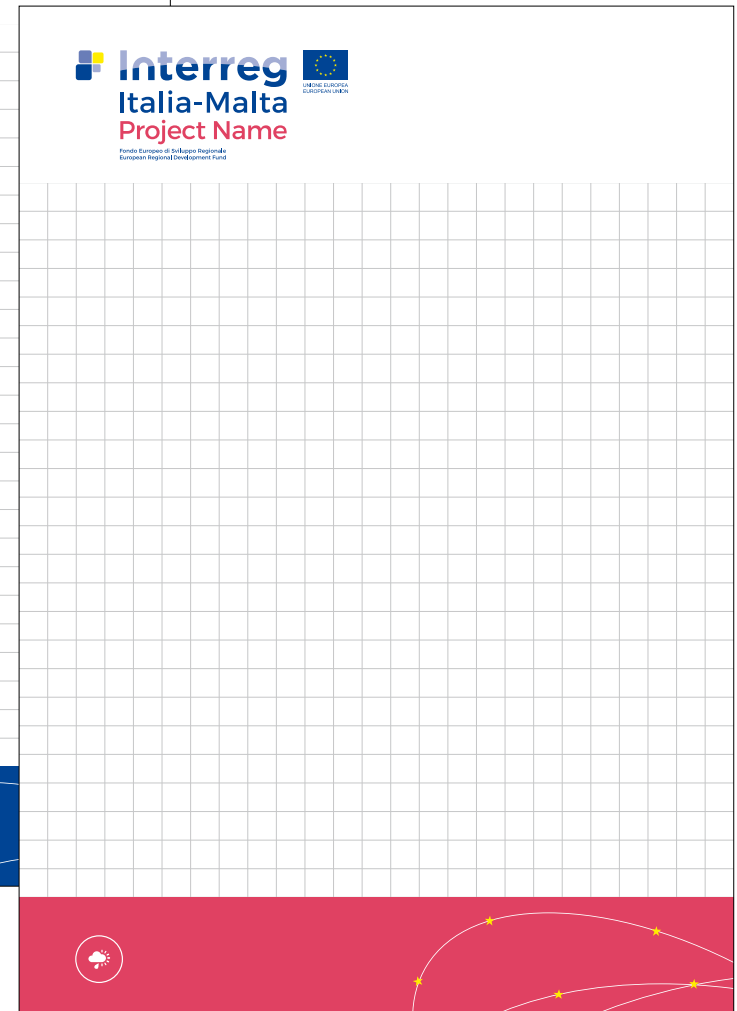 Interreg
UNIONE EUROPEA
EUROPEAN UNION
Italia-Malta
Project Name
Fondo Europeo di Sviluppo Regionale
European Regional Development Fund